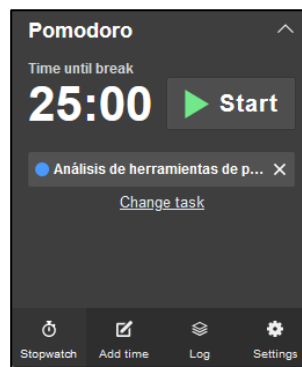 Pomodoro
Time until break
25:00
Start
Análisis de herramientas de p...
Change task
Stopwatch Add time Log Settings